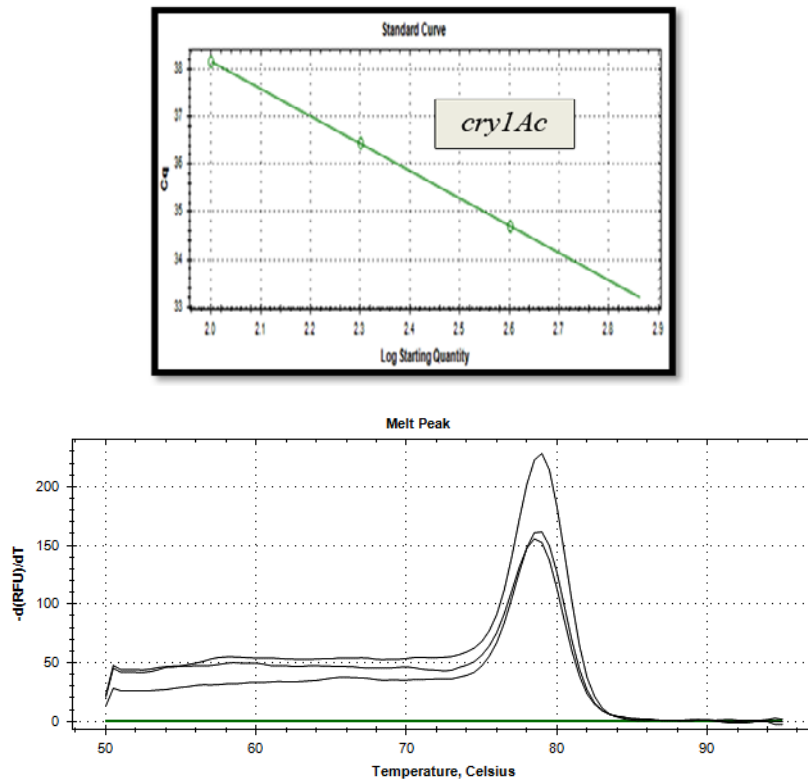 Standard Curve
cry1Ac
Cq
38
37
36
35
34
33
2.0 2.1 2.2 2.3 2.4 2.5 2.6 2.7 2.8 2.9
Log Starting Quantity
Melt Peak
-d(RFU)/dT
200
150
100
50
0
50 60 70 80 90
Temperature, Celsius